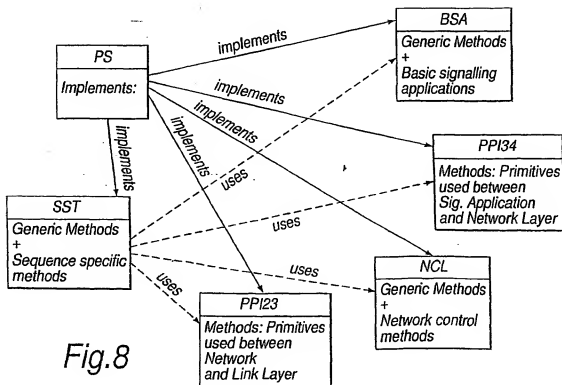 BSA
Generic Methods
+
Basic signalling
applications
PS
Implements:
implements
implements
implements
implements
implements
uses
uses
uses
uses
PPI34
Methods: Primitives
used between
Sig. Application
and Network Layer
SST
Generic Methods
+
Sequence specific
methods
NCL
Generic Methods
+
Network control
methods
PPI23
Methods: Primitives
used between
Network
and Link Layer
Fig.8